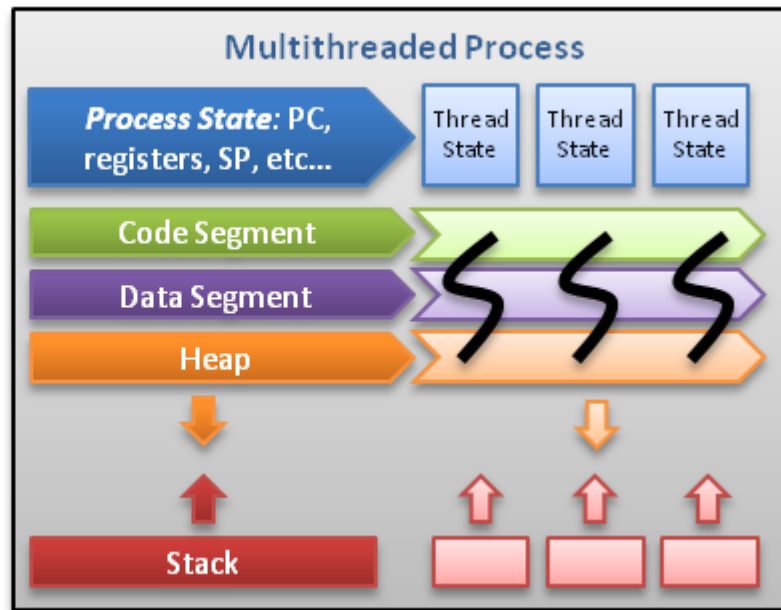 Multithreaded Process
Process State: PC,
registers, SP, etc...
Thread
State
Thread
State
Thread
State
Code Segment
Data Segment
Heap
Stack